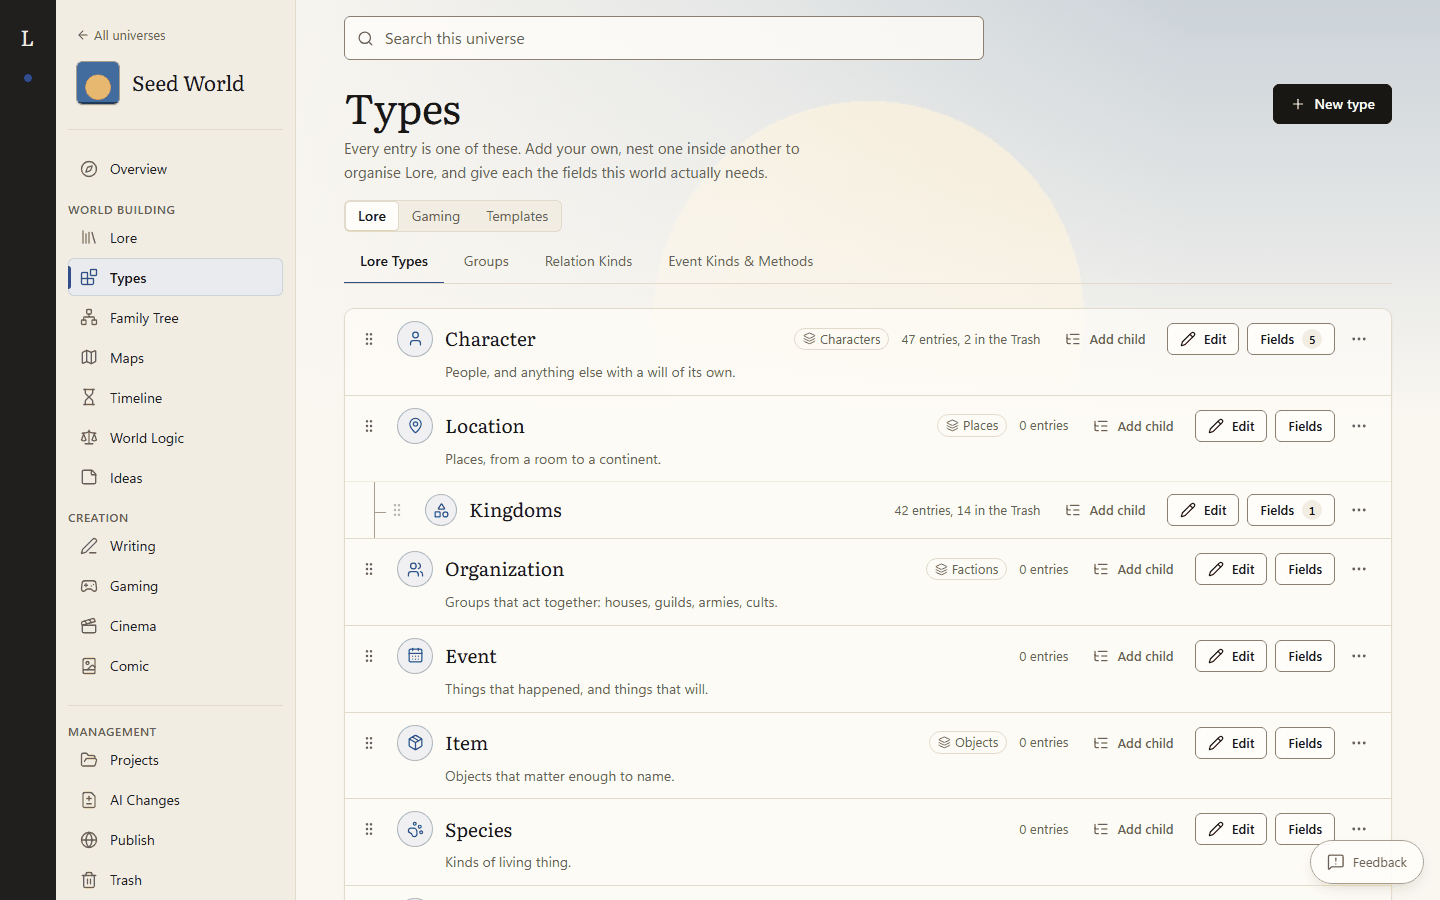 L
All universes
Seed World
Overview
WORLD BUILDING
Lore
Types
Family Tree
Maps
Timeline
World Logic
Ideas
CREATION
Writing
Gaming
Cinema
Comic
MANAGEMENT
Projects
AI Changes
Publish
Trash
Search this universe
Types
New type
Every entry is one of these. Add your own, nest one inside another to
organise Lore, and give each the fields this world actually needs.
Lore Gaming Templates
Lore Types Groups Relation Kinds Event Kinds & Methods
Character Characters 47 entries, 2 in the Trash Add child Edit Fields 5
People, and anything else with a will of its own.
Location Places 0 entries Add child Edit Fields
Places, from a room to a continent.
Kingdoms 42 entries, 14 in the Trash Add child Edit Fields 1
Organization Factions 0 entries Add child Edit Fields
Groups that act together: houses, guilds, armies, cults.
Event 0 entries Add child Edit Fields
Things that happened, and things that will.
Item Objects 0 entries Add child Edit Fields
Objects that matter enough to name.
Species 0 entries Add child Edit Fields
Kinds of living thing.
Feedback